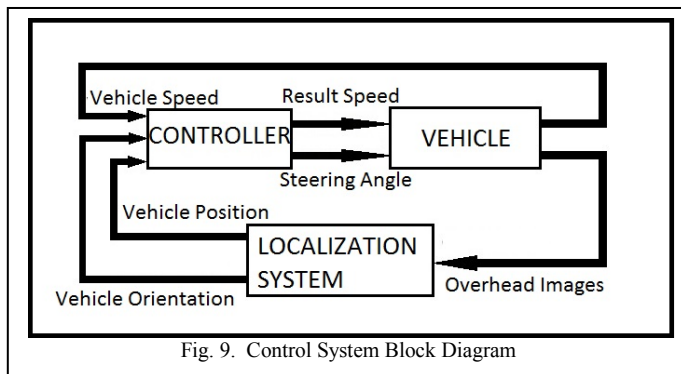 Vehicle Speed
Result Speed
CONTROLLER
VEHICLE
Steering Angle
Vehicle Position
LOCALIZATION
SYSTEM
Vehicle Orientation
Overhead Images
Fig. 9. Control System Block Diagram